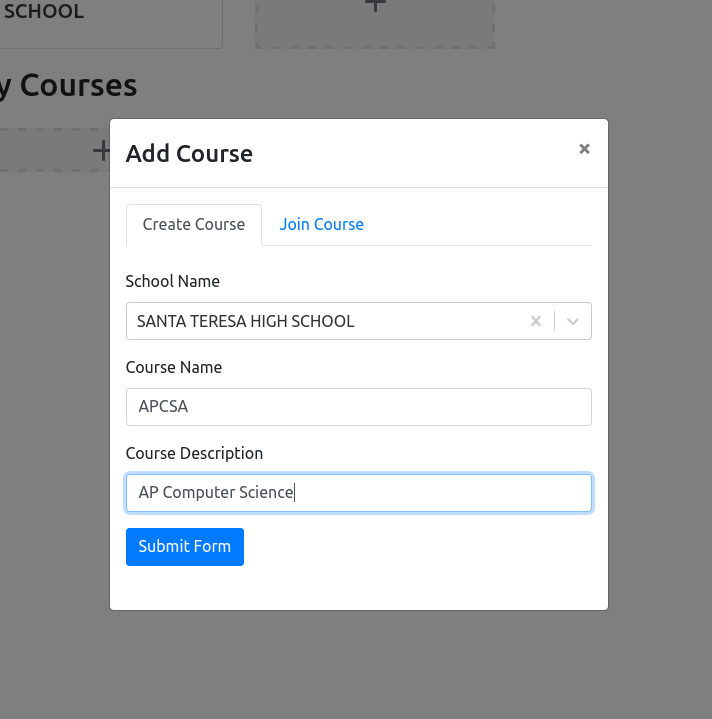 SCHOOL
y Courses
Add Course
Create Course Join Course
School Name
SANTA TERESA HIGH SCHOOL
Course Name
APCSA
Course Description
AP Computer Science
Submit Form